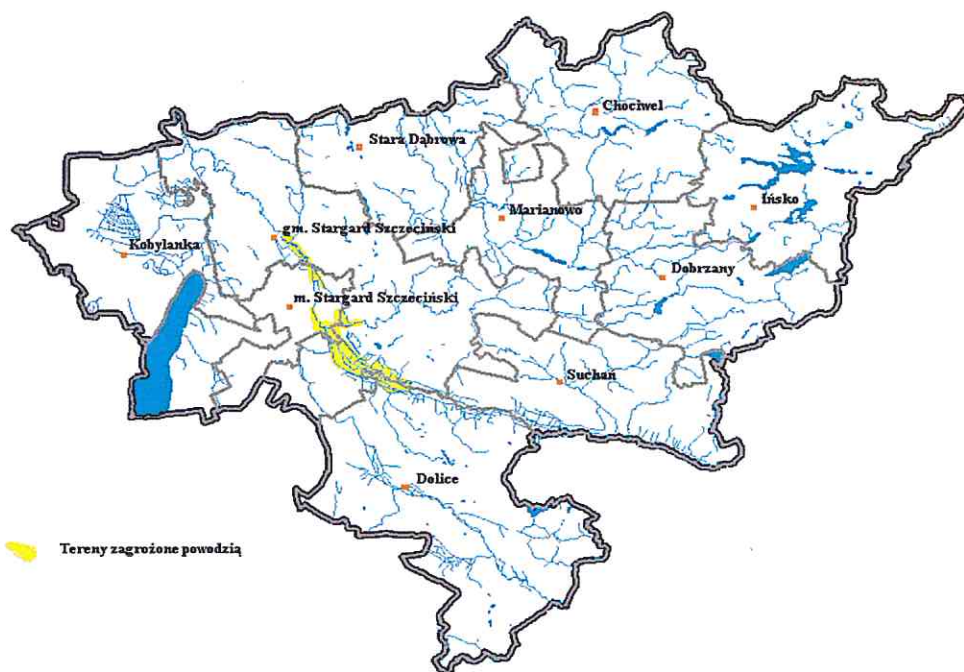 Chociwel
Stara Dąbrowa
Ińsko
Marianowo
gm. Stargard Szczeciński
Kobylanka
Dobrzany
m. Stargard Szczeciński
Suchań
Dolice
Tereny zagrożone powodzią